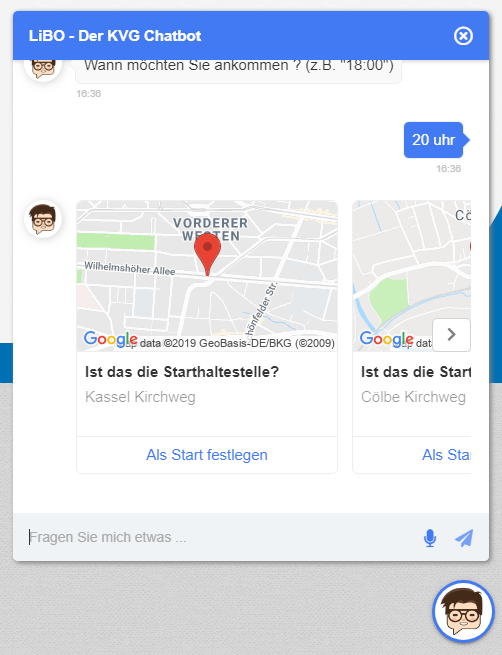 LiBO - Der KVG Chatbot
Wann möchten Sie ankommen ? (z.B. "18:00")
16:36
20 uhr
16:36
VORDERER
WESTEN
Wilhelmshöher Allee
hönfelder Str.
Google
p data ©2019 GeoBasis-DE/BKG (©2009)
Ist das die Starthaltestelle?
Kassel Kirchweg
Als Start festlegen
Cö
Google
p data
Ist das die Start
Cölbe Kirchweg
Als Sta
Fragen Sie mich etwas ...